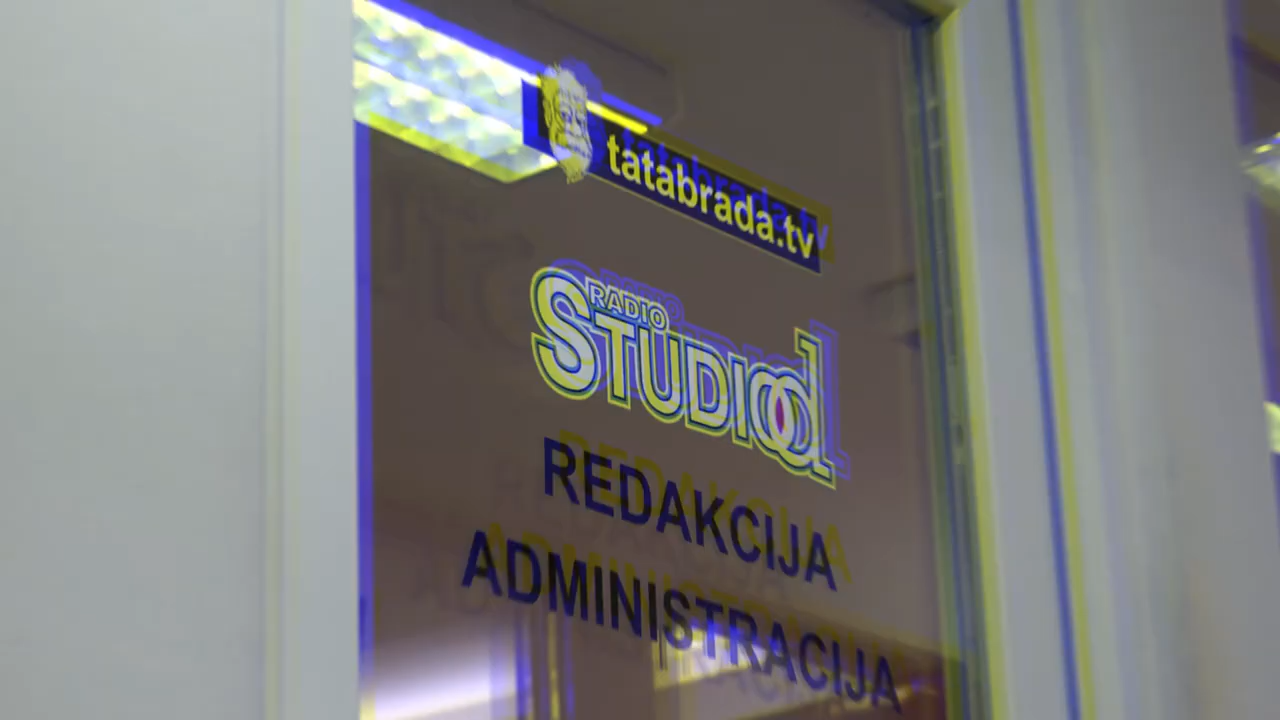 tatabrada.tv
RADIO
STUDIO d
REDAKCIJA
ADMINISTRACIJA